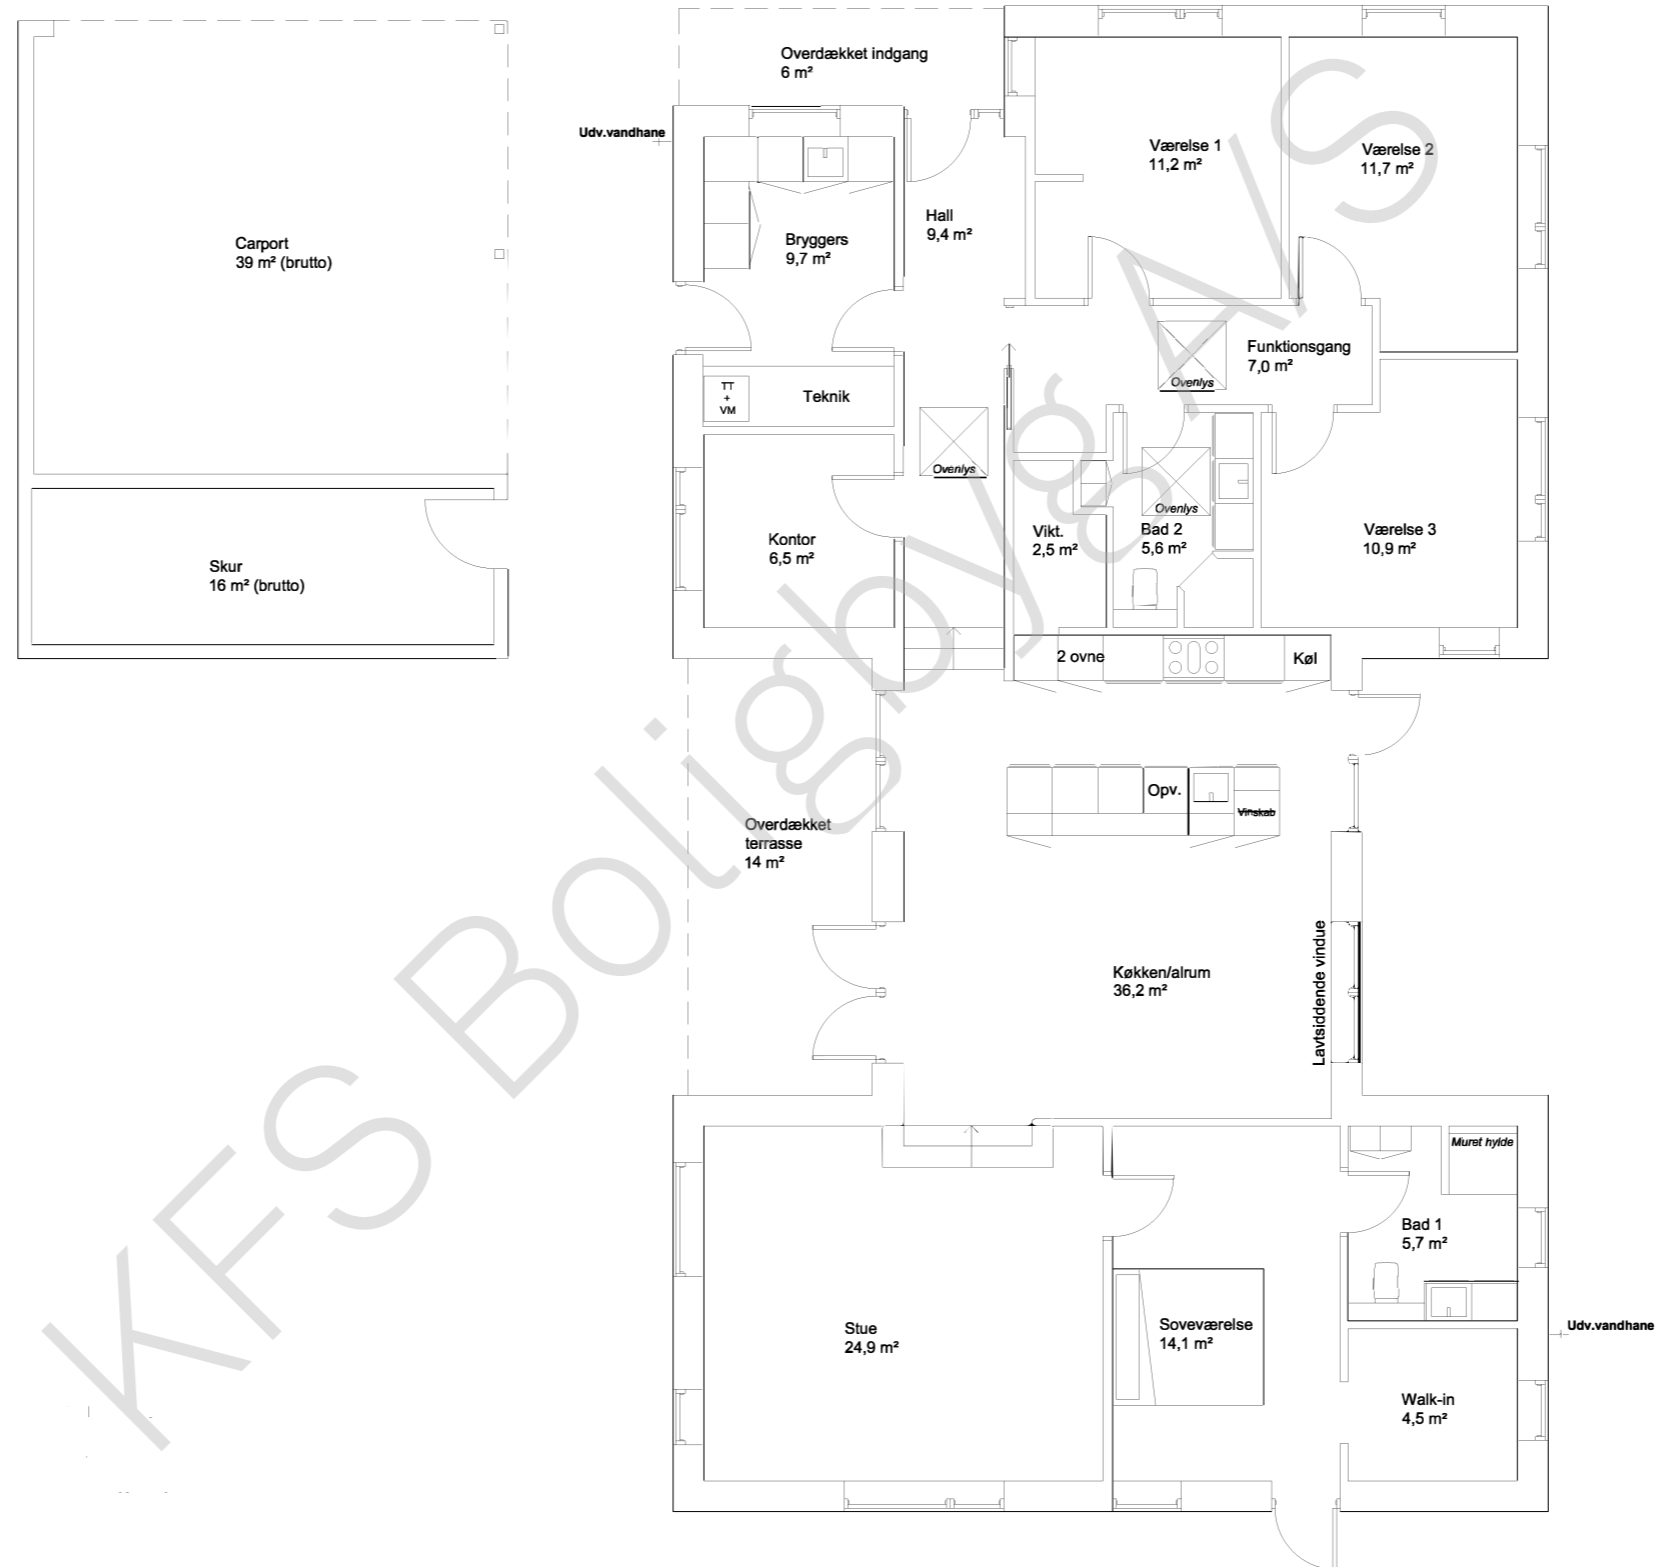 Overdækket indgang
6 m²
Udv.vandhane
Værelse 1
11,2 m²
Værelse 2
11,7 m²
Carport
39 m² (brutto)
Bryggers
9,7 m²
Hall
9,4 m²
Funktionsgang
7,0 m²
Ovenlys
TT
+
VM
Teknik
Ovenlys
Ovenlys
Kontor
6,5 m²
Vikt.
2,5 m²
Bad 2
5,6 m²
Værelse 3
10,9 m²
Skur
16 m² (brutto)
2 ovne
Køl
Opv.
Vinskab
Overdækket
terrasse
14 m²
Køkken/alrum
36,2 m²
Lavtsiddende vindue
Muret hylde
Bad 1
5,7 m²
Stue
24,9 m²
Soveværelse
14,1 m²
Udv.vandhane
Walk-in
4,5 m²
KFS Boligbyg A/S